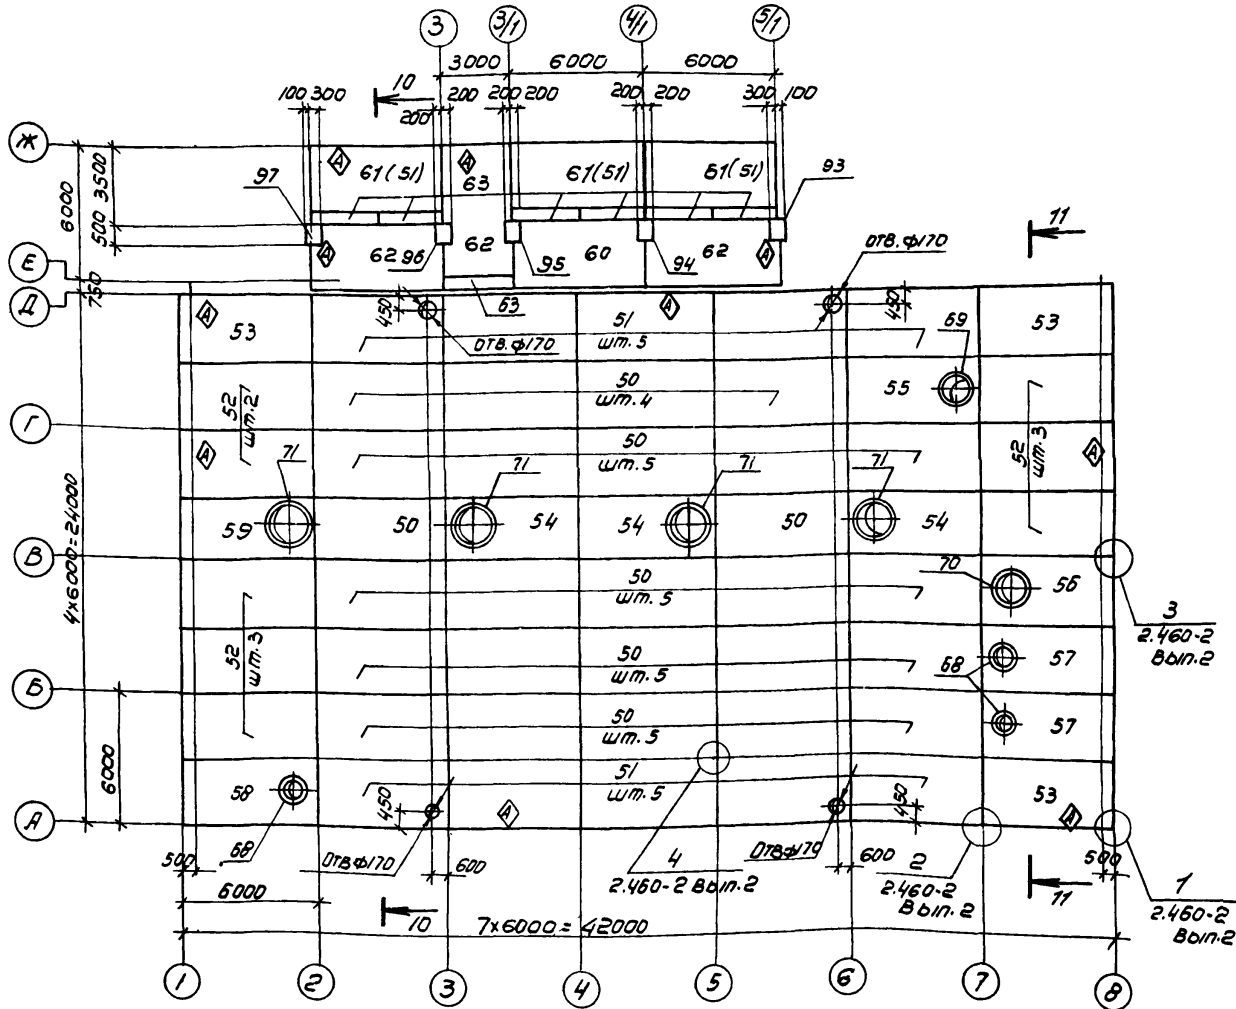 3 3/1 4/1 5/1
3000 6000 6000
10
100 300 200 200 200 200 200 200 300 100
Ж
97 61(51) 63 61(51) 61(51) 93
6000 3500 500
А А
11
62 96 62 95 60 94 62 отв. ф170
А А
Е
750
Д
А 53 450 63 А 51 450 69 53
отв. ф170 шт. 5
52 шт. 2 50 шт. 4 55
Г
А 71 71 50 шт. 5 71 71 52 шт. 3 А
59 50 54 54 50 54
В
4х6000=24000
50 шт. 5 70 56
3
2.460-2
Вып. 2
52 шт. 3 50 шт. 5 68 57
Б
6000 50 шт. 5 57
58 51 шт. 5 53
450 А 450 А
А
500 68 отв ф170 600 4 отв ф170 600 2 500 1
2.460-2 Вып. 2
2.460-2
Вып. 2
2.460-2
Вып. 2
6000 10 11
7х6000= 42000
1 2 3 4 5 6 7 8